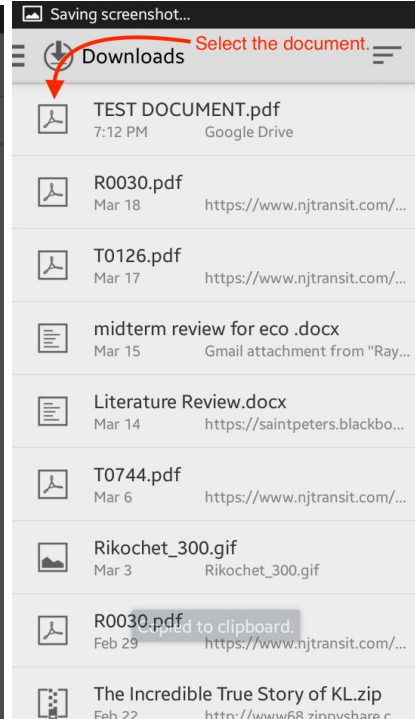 Saving screenshot...
Downloads
Select the document.
TEST DOCUMENT.pdf
7:12 PM Google Drive
R0030.pdf
Mar 18 https://www.njtransit.com/...
T0126.pdf
Mar 17 https://www.njtransit.com/...
midterm review for eco .docx
Mar 15 Gmail attachment from "Ray...
Literature Review.docx
Mar 14 https://saintpeters.blackbo...
T0744.pdf
Mar 6 https://www.njtransit.com/...
Rikochet_300.gif
Mar 3 Rikochet_300.gif
R0030.pdf
Copied to clipboard.
Feb 29 https://www.njtransit.com/...
The Incredible True Story of KL.zip
Feb 22 http://www68.zippyshare.c...